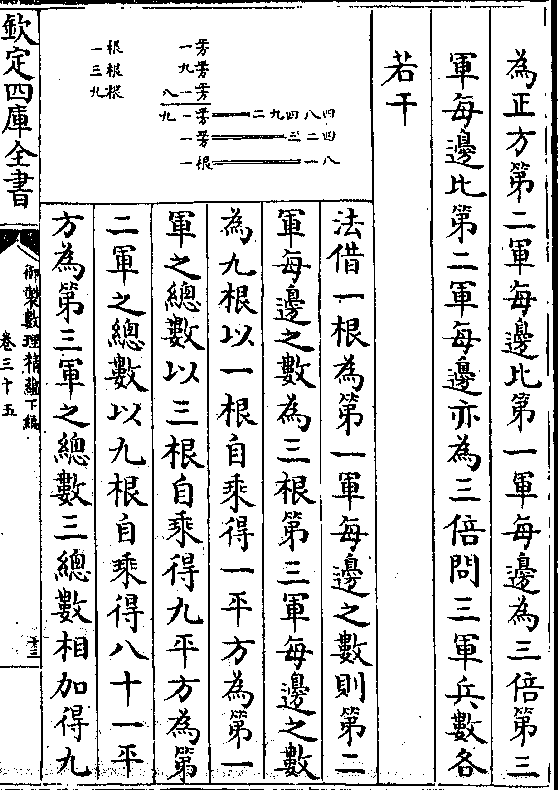 為正方第二軍每邊比第一軍每邊為三倍第三
軍每邊比第二軍每邊亦為三倍問三軍兵數各
若干
一芳
九芳
八一芳
九一芳══二九四八四
一芳══三二四
一根══一八
一根
三根
九根
法借一根為第一軍每邊之數則第二
軍每邊之數為三根第三軍每邊之數
為九根以一根自乘得一平方為第一
軍之總數以三根自乘得九平方為第
二軍之總數以九根自乘得八十一平
方為第三軍之總數三總數相加得九
欽定四庫全書
御製數理精蘊下編
卷三十五